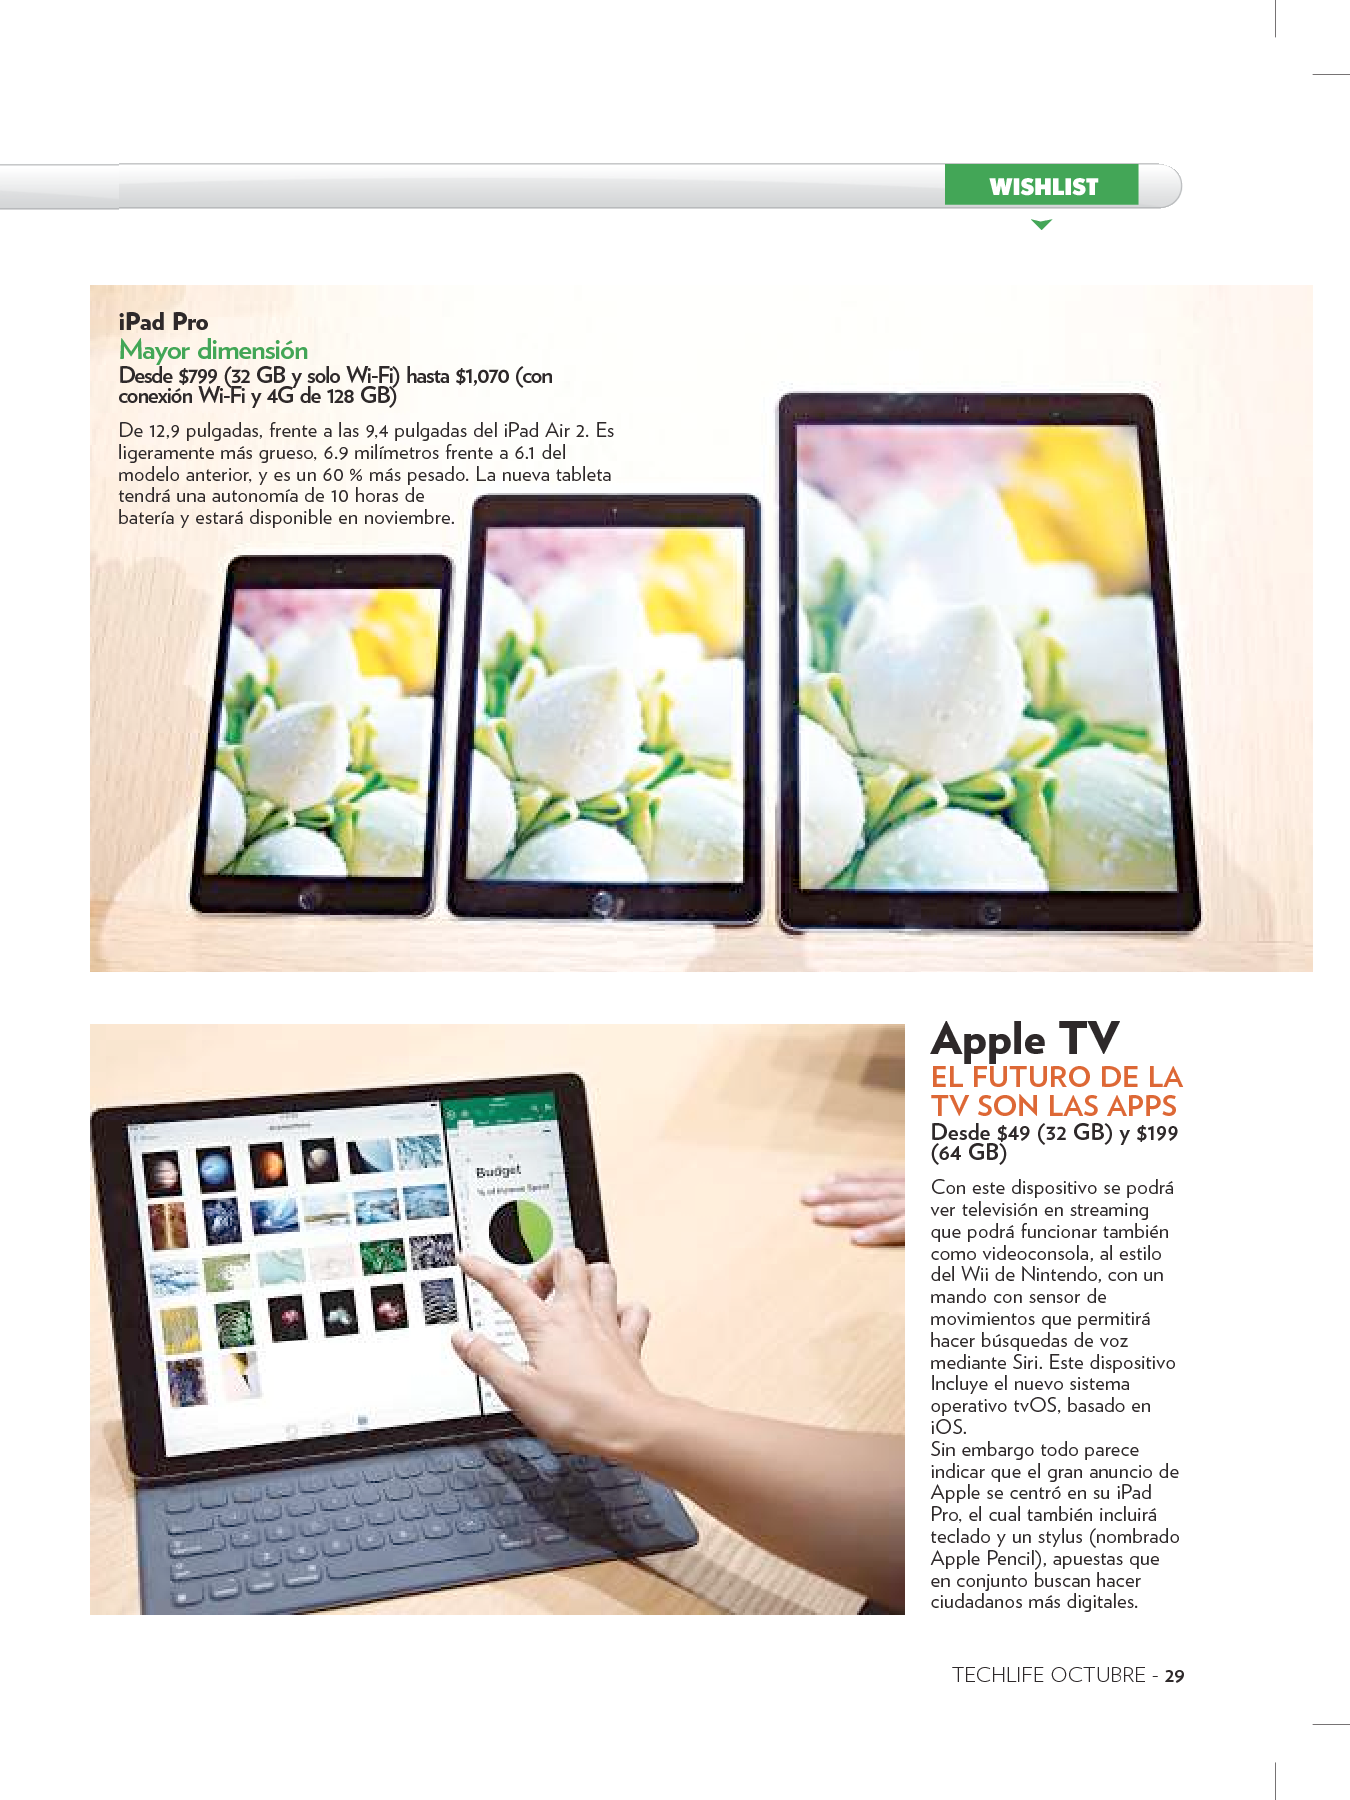 WISHLIST
iPad Pro
Mayor dimensión
Desde $799 (32 GB y solo Wi-Fi) hasta $1,070 (con
conexión Wi-Fi y 4G de 128 GB)
De 12,9 pulgadas, frente a las 9,4 pulgadas del iPad Air 2. Es
ligeramente más grueso, 6.9 milímetros frente a 6.1 del
modelo anterior, y es un 60 % más pesado. La nueva tableta
tendrá una autonomía de 10 horas de
batería y estará disponible en noviembre.
Budget
% of Income Spent
Apple TV
EL FUTURO DE LA
TV SON LAS APPS
Desde $49 (32 GB) y $199
(64 GB)
Con este dispositivo se podrá
ver televisión en streaming
que podrá funcionar también
como videoconsola, al estilo
del Wii de Nintendo, con un
mando con sensor de
movimientos que permitirá
hacer búsquedas de voz
mediante Siri. Este dispositivo
Incluye el nuevo sistema
operativo tvOS, basado en
iOS.
Sin embargo todo parece
indicar que el gran anuncio de
Apple se centró en su iPad
Pro, el cual también incluirá
teclado y un stylus (nombrado
Apple Pencil), apuestas que
en conjunto buscan hacer
ciudadanos más digitales.
TECHLIFE OCTUBRE - 29